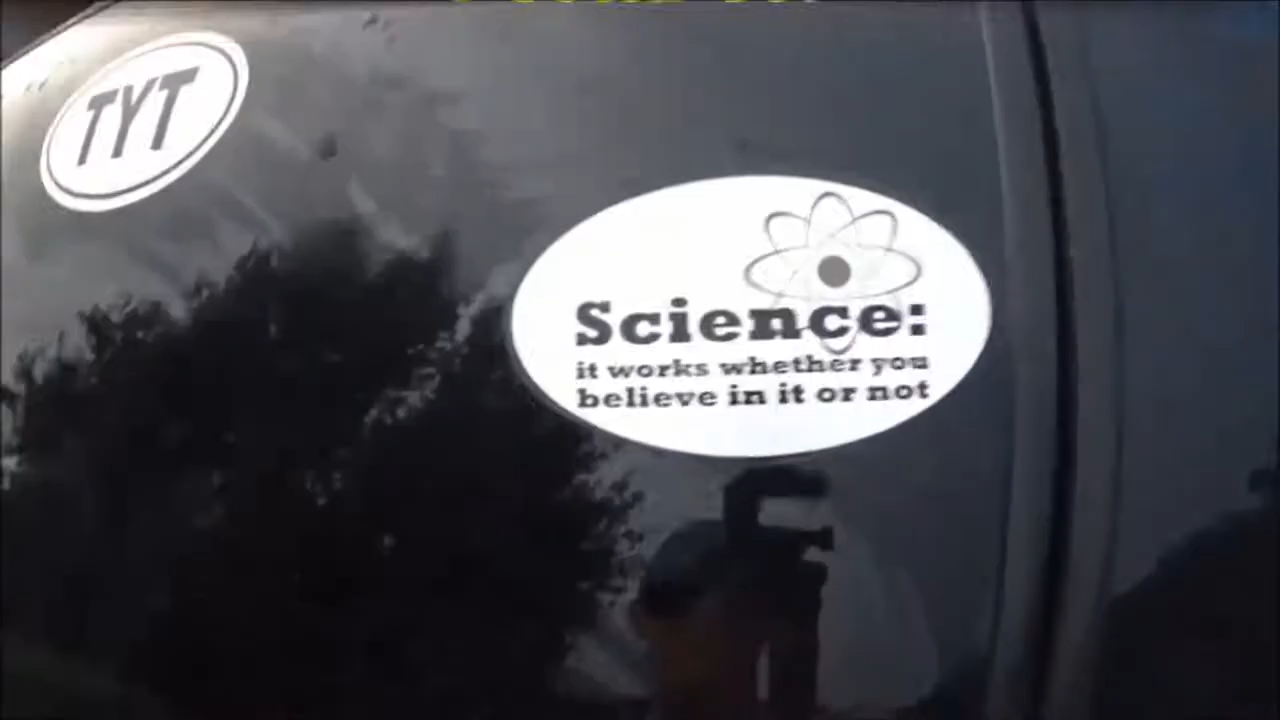 TYT
Science:
it works whether you
believe in it or not